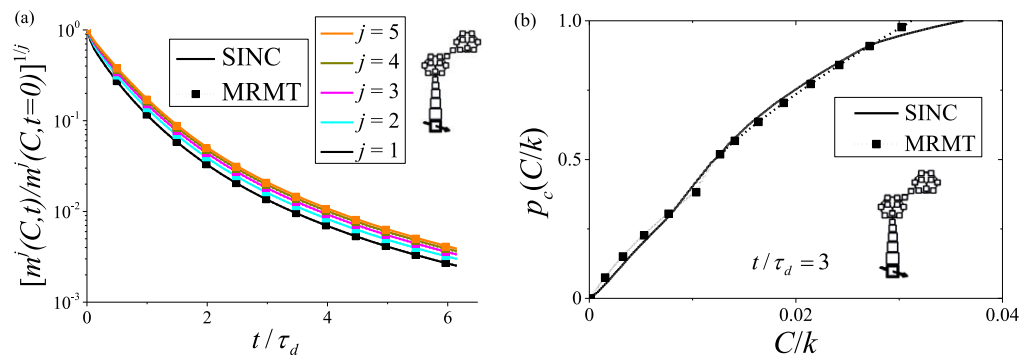 (a)
[m^j(C,t)/m^j(C,t=0)]^{1/j}
10^0
10^-1
10^-2
10^-3
SINC
MRMT
j = 5
j = 4
j = 3
j = 2
j = 1
0 2 4 6
t / τ_d
(b)
p_c(C/k)
1.0
0.5
0
SINC
MRMT
t/τ_d = 3
0 0.02 0.04
C/k